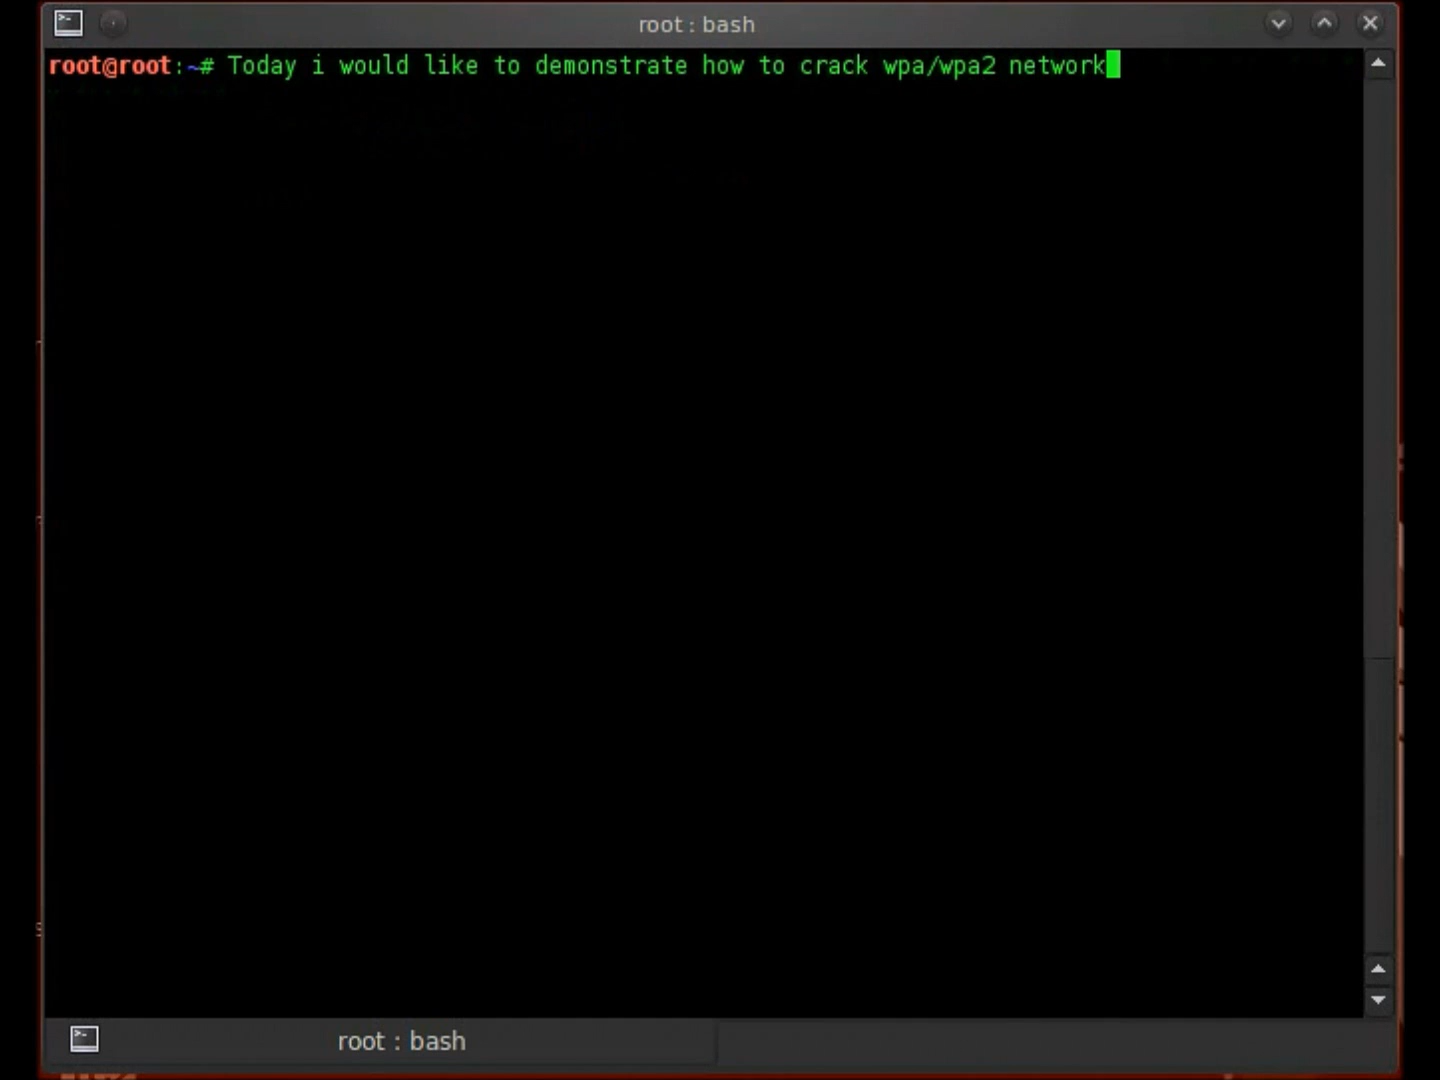 root : bash
root@root:~# Today i would like to demonstrate how to crack wpa/wpa2 network
root : bash